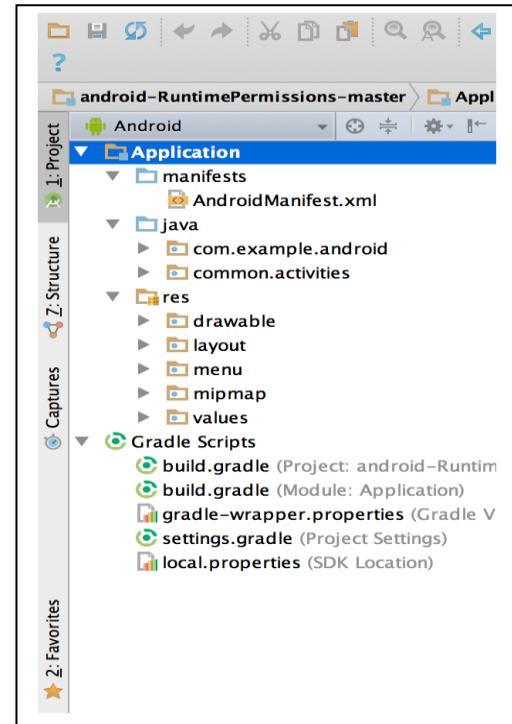 ?
android-RuntimePermissions-master
Appl
Android
Application
manifests
AndroidManifest.xml
java
com.example.android
common.activities
res
drawable
layout
menu
mipmap
values
Gradle Scripts
build.gradle (Project: android-Runtim
build.gradle (Module: Application)
gradle-wrapper.properties (Gradle V
settings.gradle (Project Settings)
local.properties (SDK Location)
1: Project
7: Structure
Captures
2: Favorites